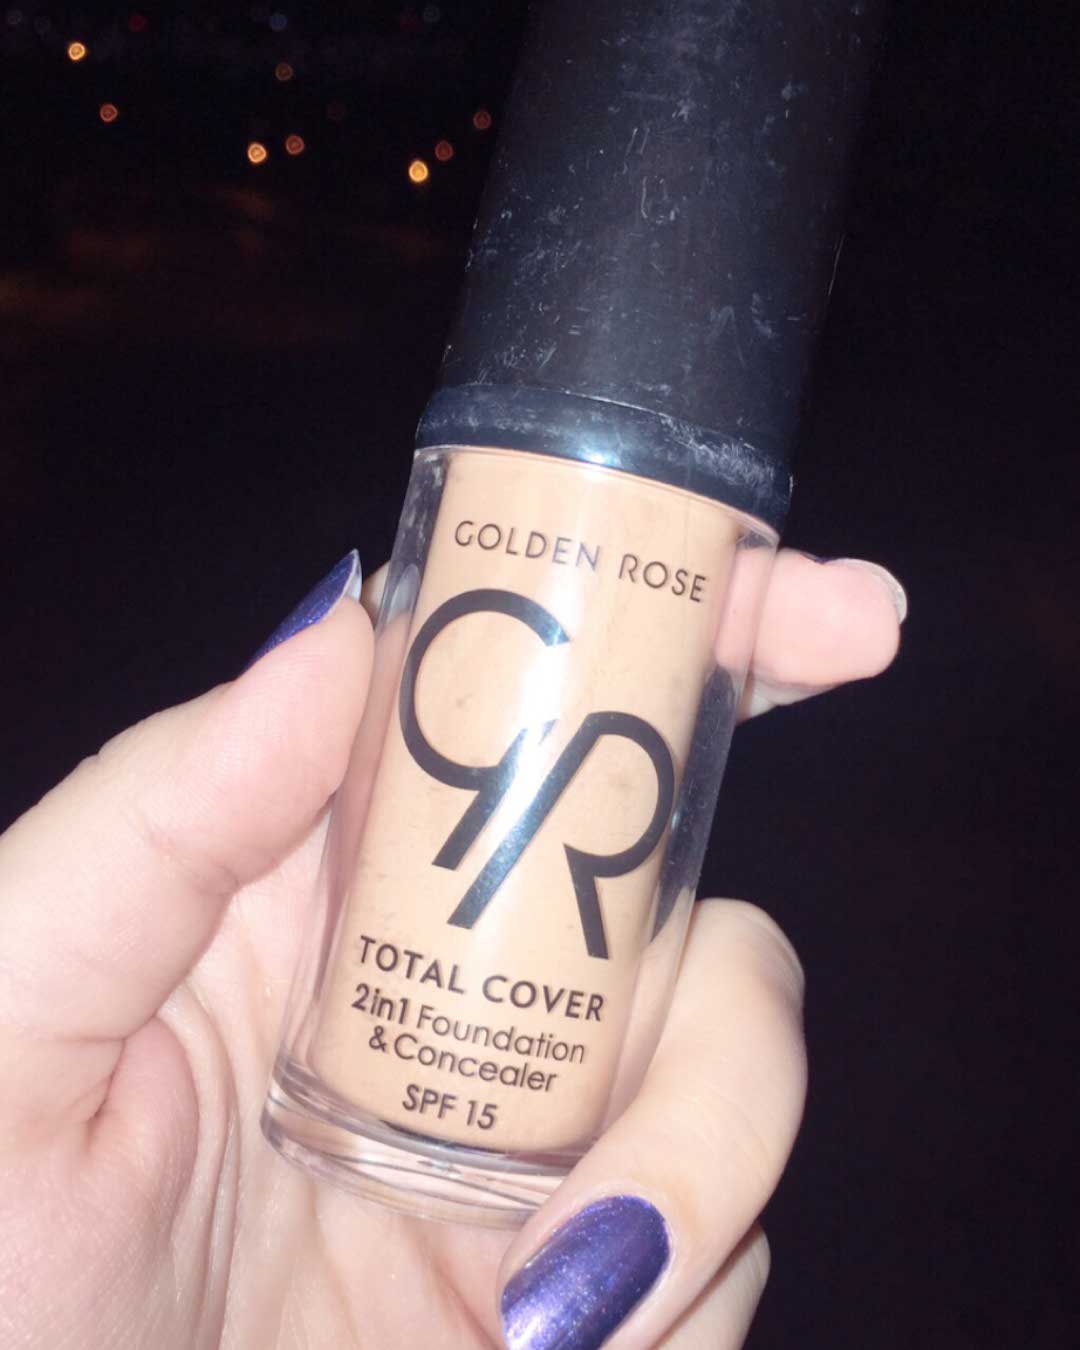 GOLDEN ROSE
GR
TOTAL COVER
2in1 Foundation
& Concealer
SPF 15